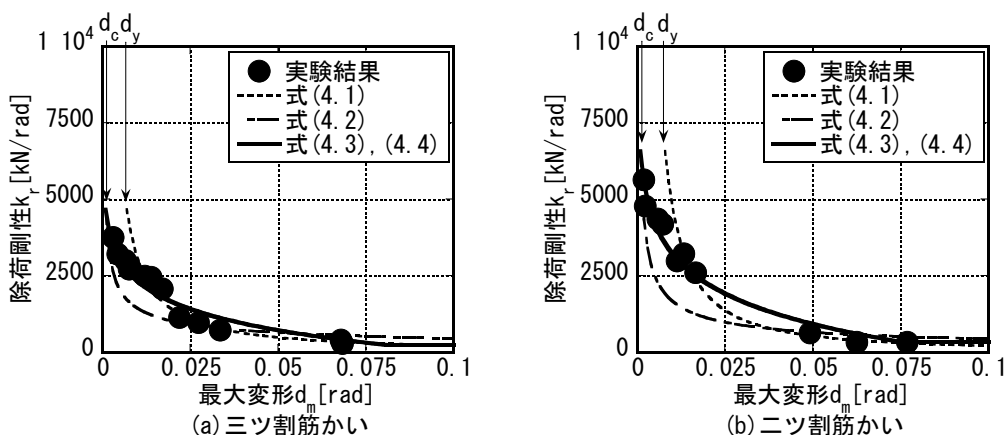 d_c d_y
1 10⁴
7500
5000
2500
0
除荷剛性k_r[kN/rad]
実験結果
式(4.1)
式(4.2)
式(4.3),(4.4)
0 0.025 0.05 0.075 0.1
最大変形d_m[rad]
(a)三ツ割筋かい
d_c d_y
1 10⁴
7500
5000
2500
0
除荷剛性k_r[kN/rad]
実験結果
式(4.1)
式(4.2)
式(4.3),(4.4)
0 0.025 0.05 0.075 0.1
最大変形d_m[rad]
(b)二ツ割筋かい